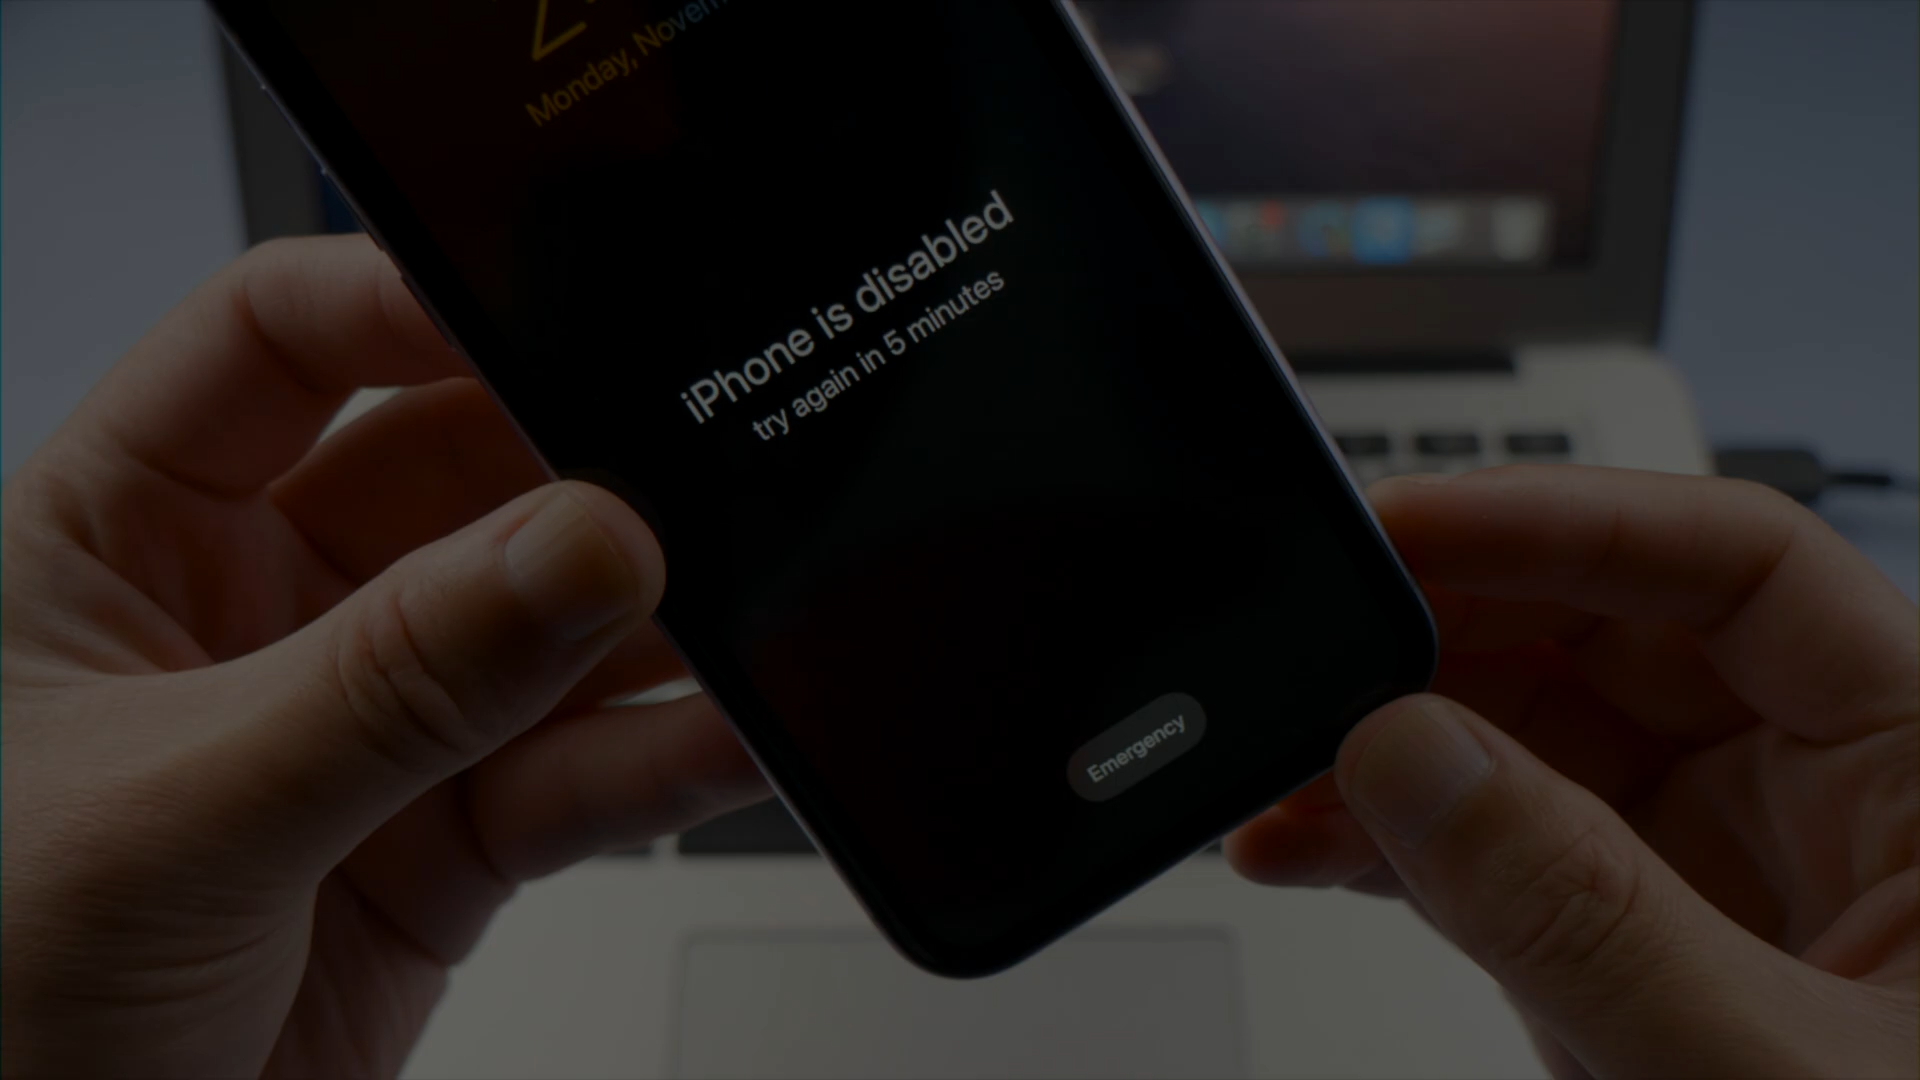 Monday,
iPhone is disabled
try again in 5 minutes
Emergency